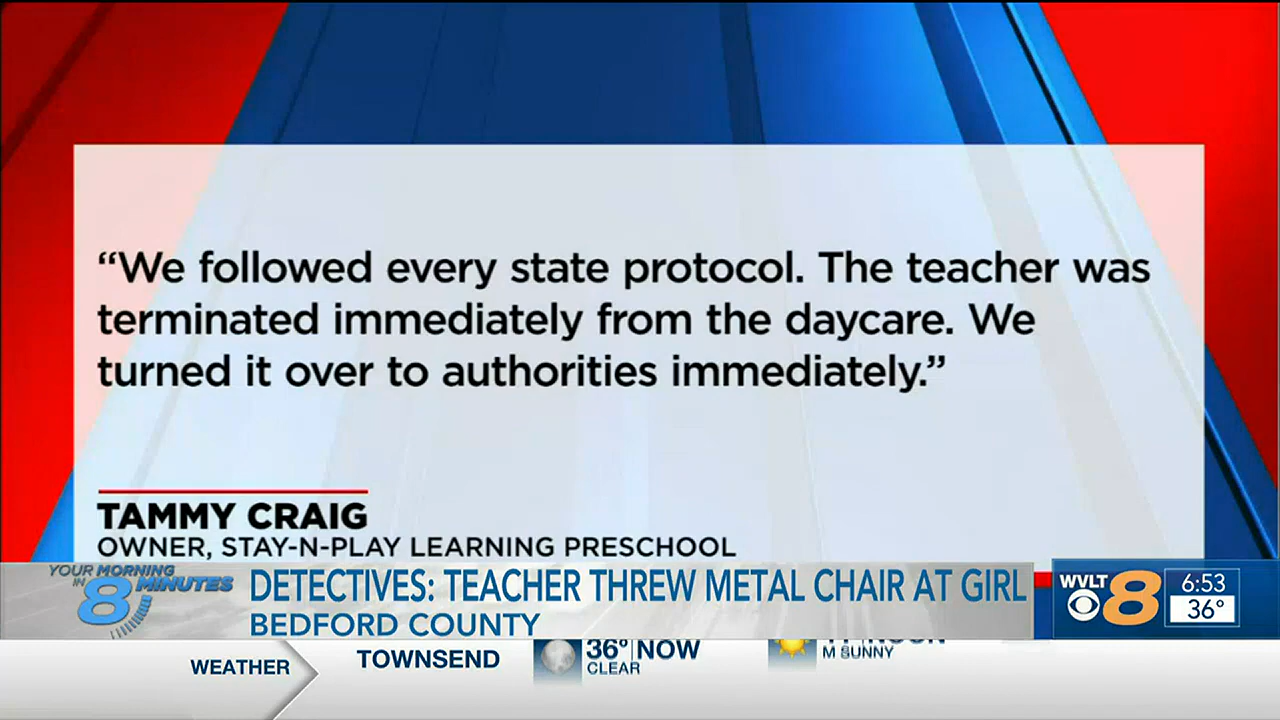 “We followed every state protocol. The teacher was
terminated immediately from the daycare. We
turned it over to authorities immediately.”
TAMMY CRAIG
OWNER, STAY-N-PLAY LEARNING PRESCHOOL
YOUR MORNING
IN
8 MINUTES
DETECTIVES: TEACHER THREW METAL CHAIR AT GIRL
BEDFORD COUNTY
WVLT
8
6:53
36°
WEATHER
TOWNSEND
36° NOW
CLEAR
M SUNNY